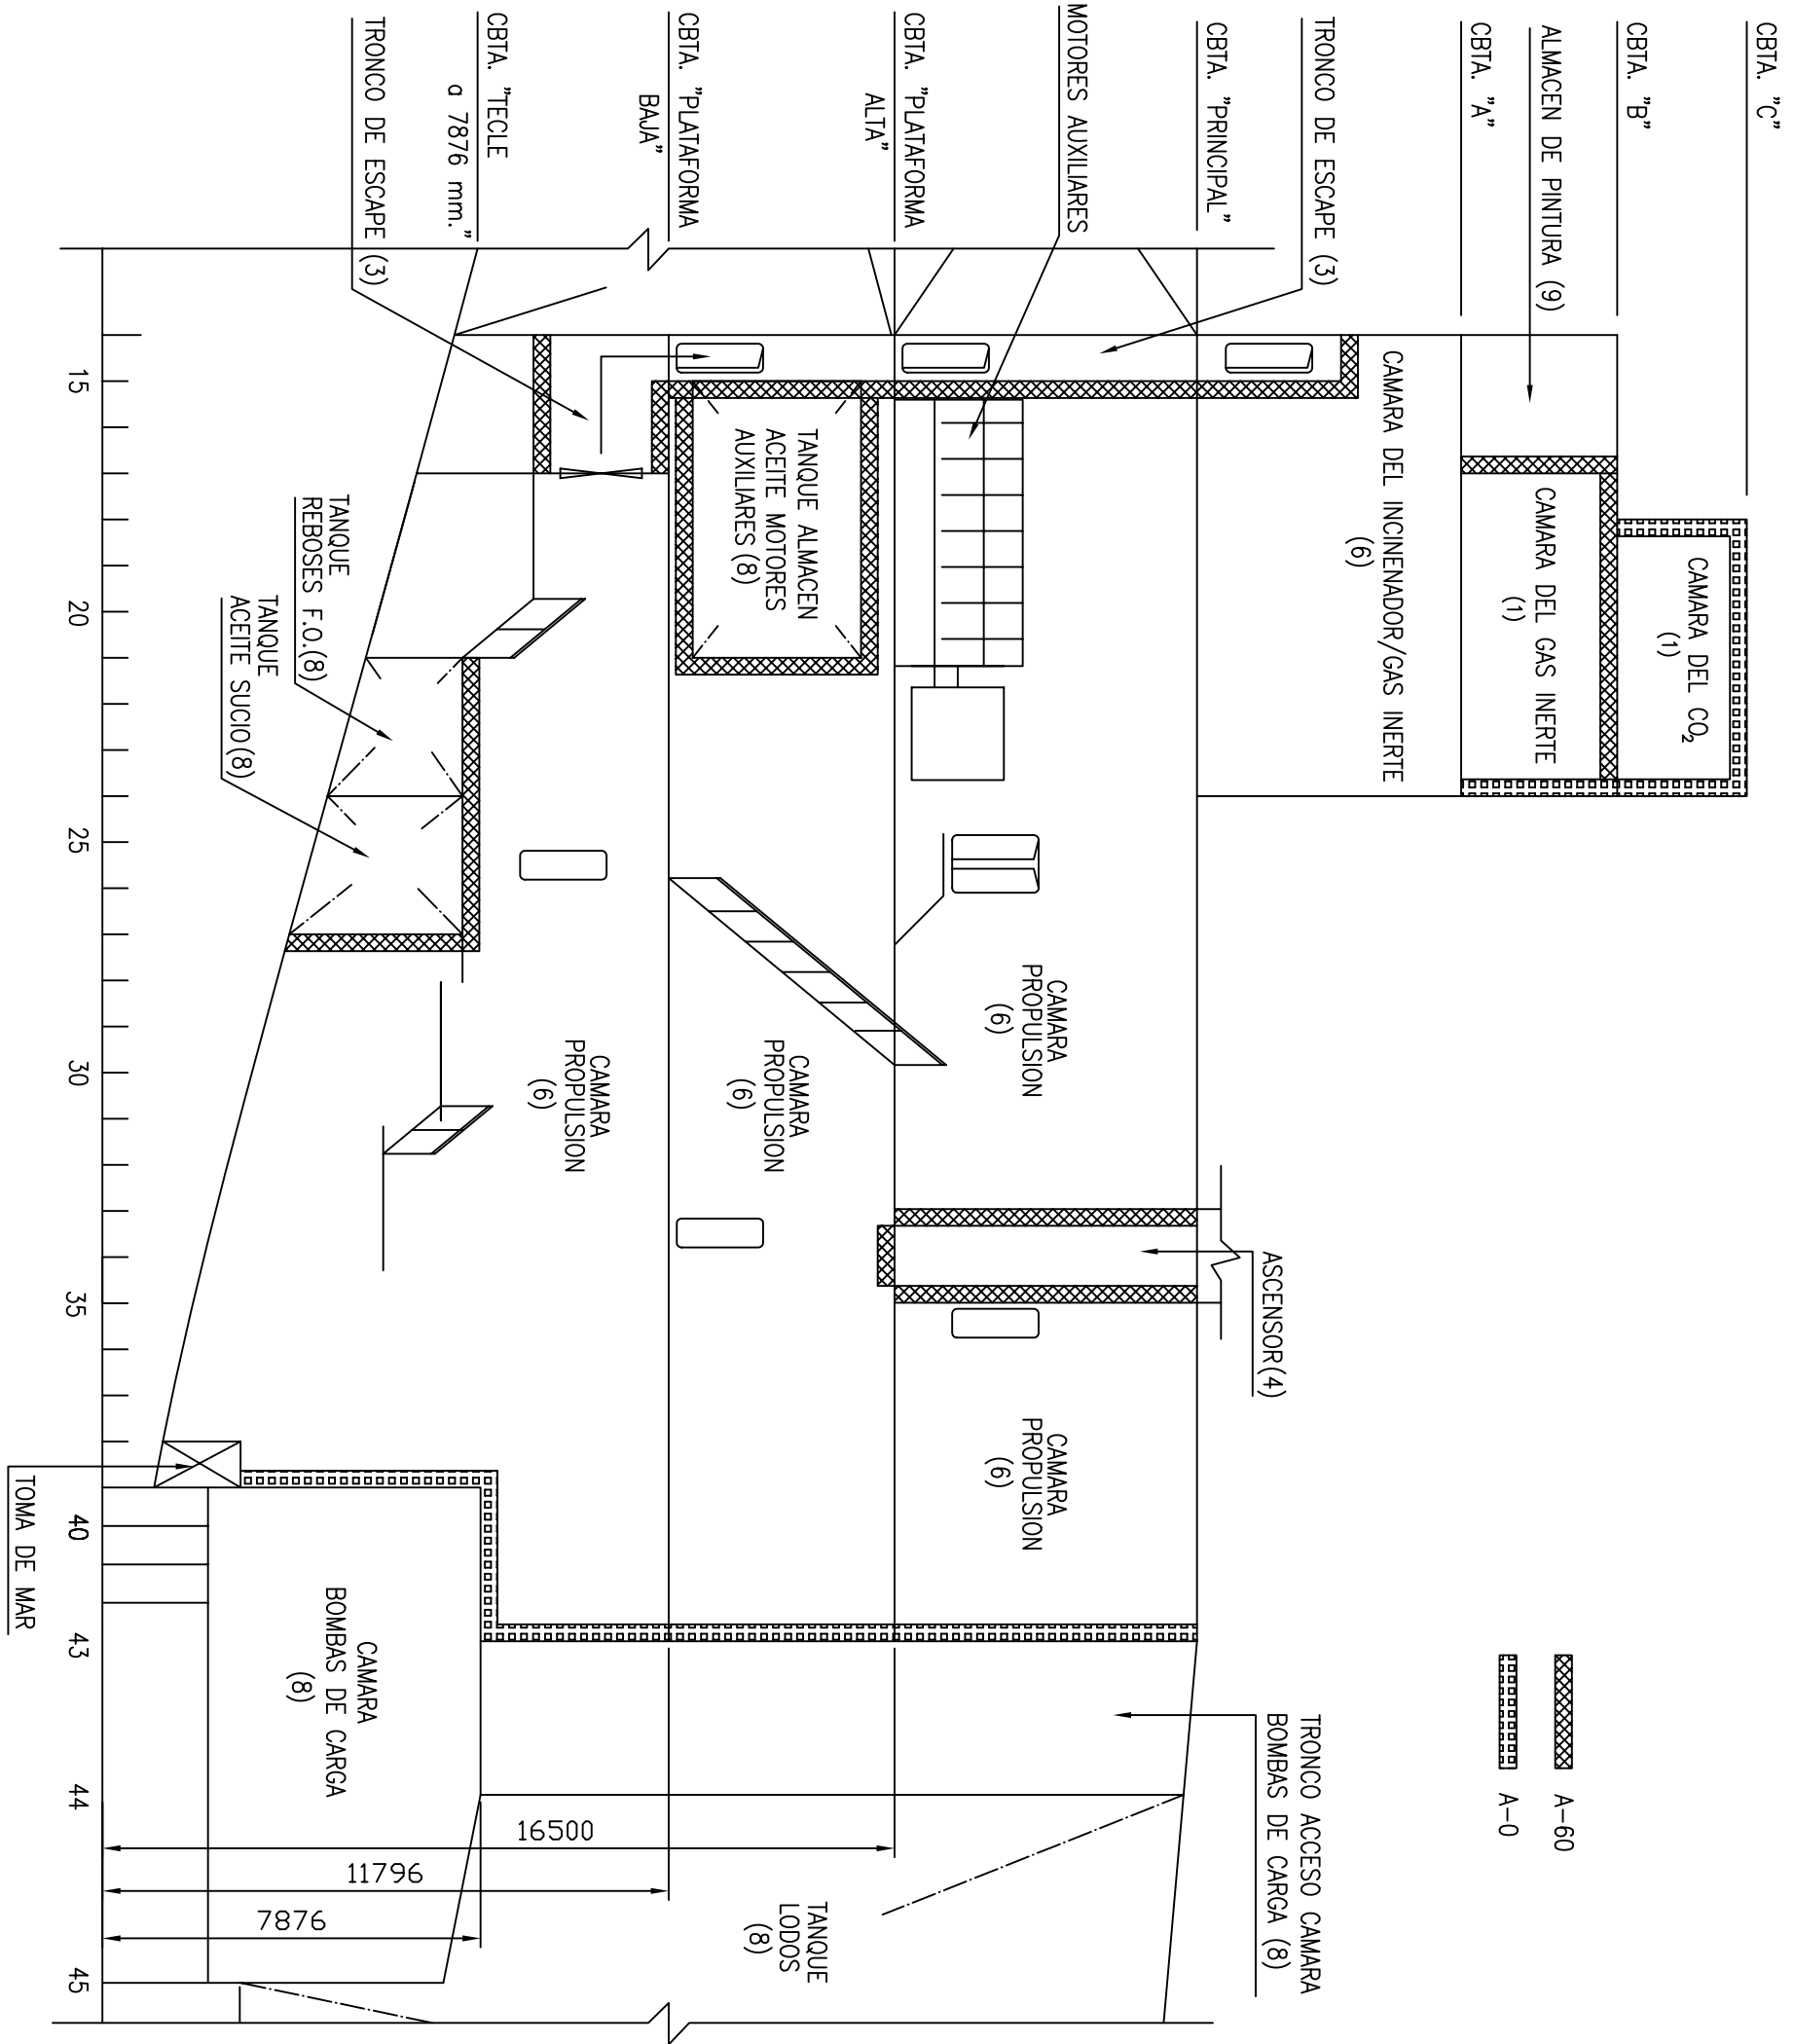 CBTA. "C"
CBTA. "B"
ALMACEN DE PINTURA (9)
CBTA. "A"
TRONCO DE ESCAPE (3)
CBTA. "PRINCIPAL"
MOTORES AUXILIARES
CBTA. "PLATAFORMA
ALTA"
CBTA. "PLATAFORMA
BAJA"
CBTA. "TECLE
a 7876 mm."
TRONCO DE ESCAPE (3)
CAMARA DEL CO2
(1)
CAMARA DEL GAS INERTE
(1)
CAMARA DEL INCINENADOR/GAS INERTE
(6)
TANQUE ALMACEN
ACEITE MOTORES
AUXILIARES (8)
TANQUE
REBOSES F.O.(8)
TANQUE
ACEITE SUCIO(8)
CAMARA
PROPULSION
(6)
CAMARA
PROPULSION
(6)
CAMARA
PROPULSION
(6)
ASCENSOR(4)
CAMARA
PROPULSION
(6)
CAMARA
BOMBAS DE CARGA
(8)
TOMA DE MAR
A-60
A-0
TRONCO ACCESO CAMARA
BOMBAS DE CARGA (8)
16500
11796
7876
TANQUE
LODOS
(8)
15
20
25
30
35
40
43
44
45